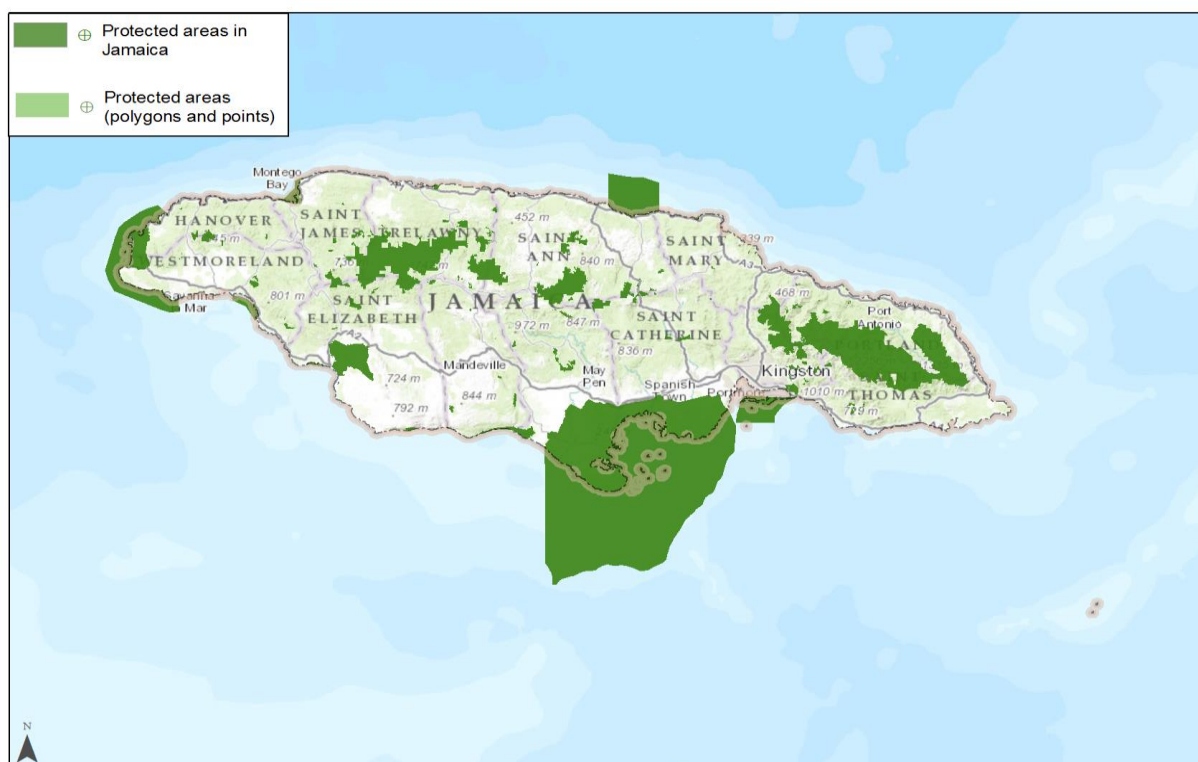 Protected areas in
Jamaica
Protected areas
(polygons and points)
Montego
Bay
HANOVER
SAINT
JAMES
TRELAWNY
452 m
SAINT
ANN
840 m
SAINT
MARY
WESTMORELAND
801 m
SAINT
ELIZABETH
JAMAICA
972 m
847 m
SAINT
CATHERINE
836 m
468 m
Port
Antonio
PORTLAND
Mandeville
724 m
844 m
792 m
May
Pen
Spanish
Town
Kingston
1010 m
THOMAS
N